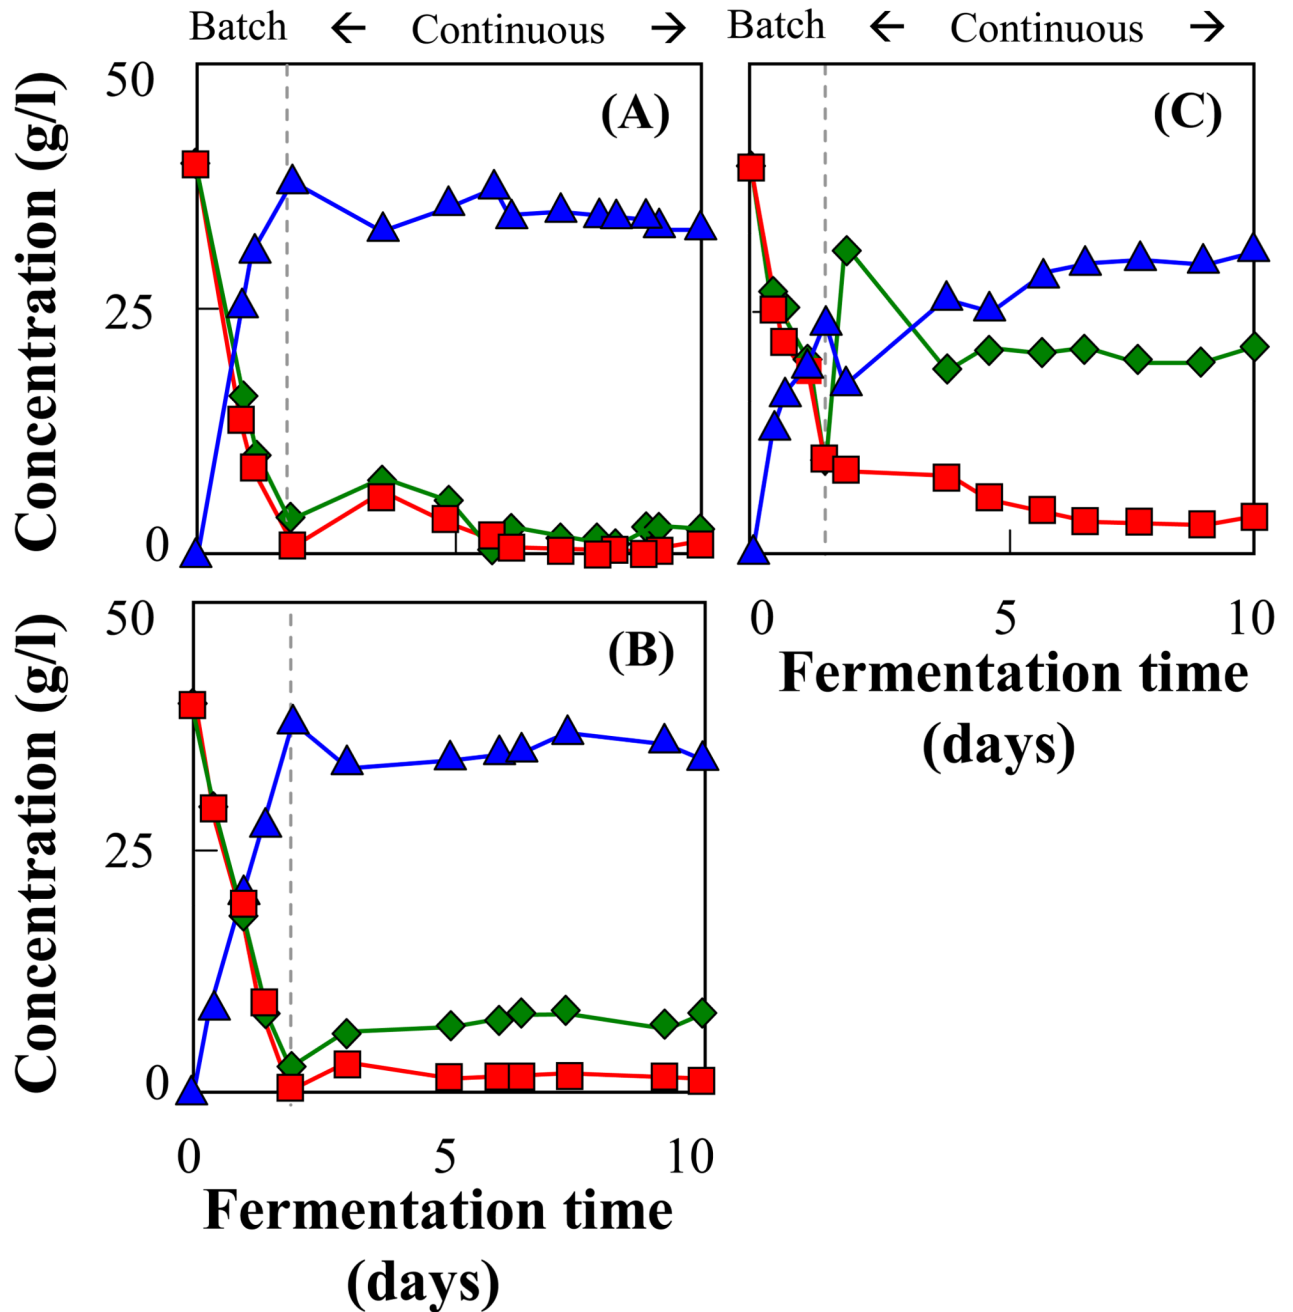 Batch ← Continuous → Batch ← Continuous →
50 (A) (C)
Concentration (g/l)
25
0
0 5 10
Fermentation time
(days)
50 (B)
Concentration (g/l)
25
0
0 5 10
Fermentation time
(days)